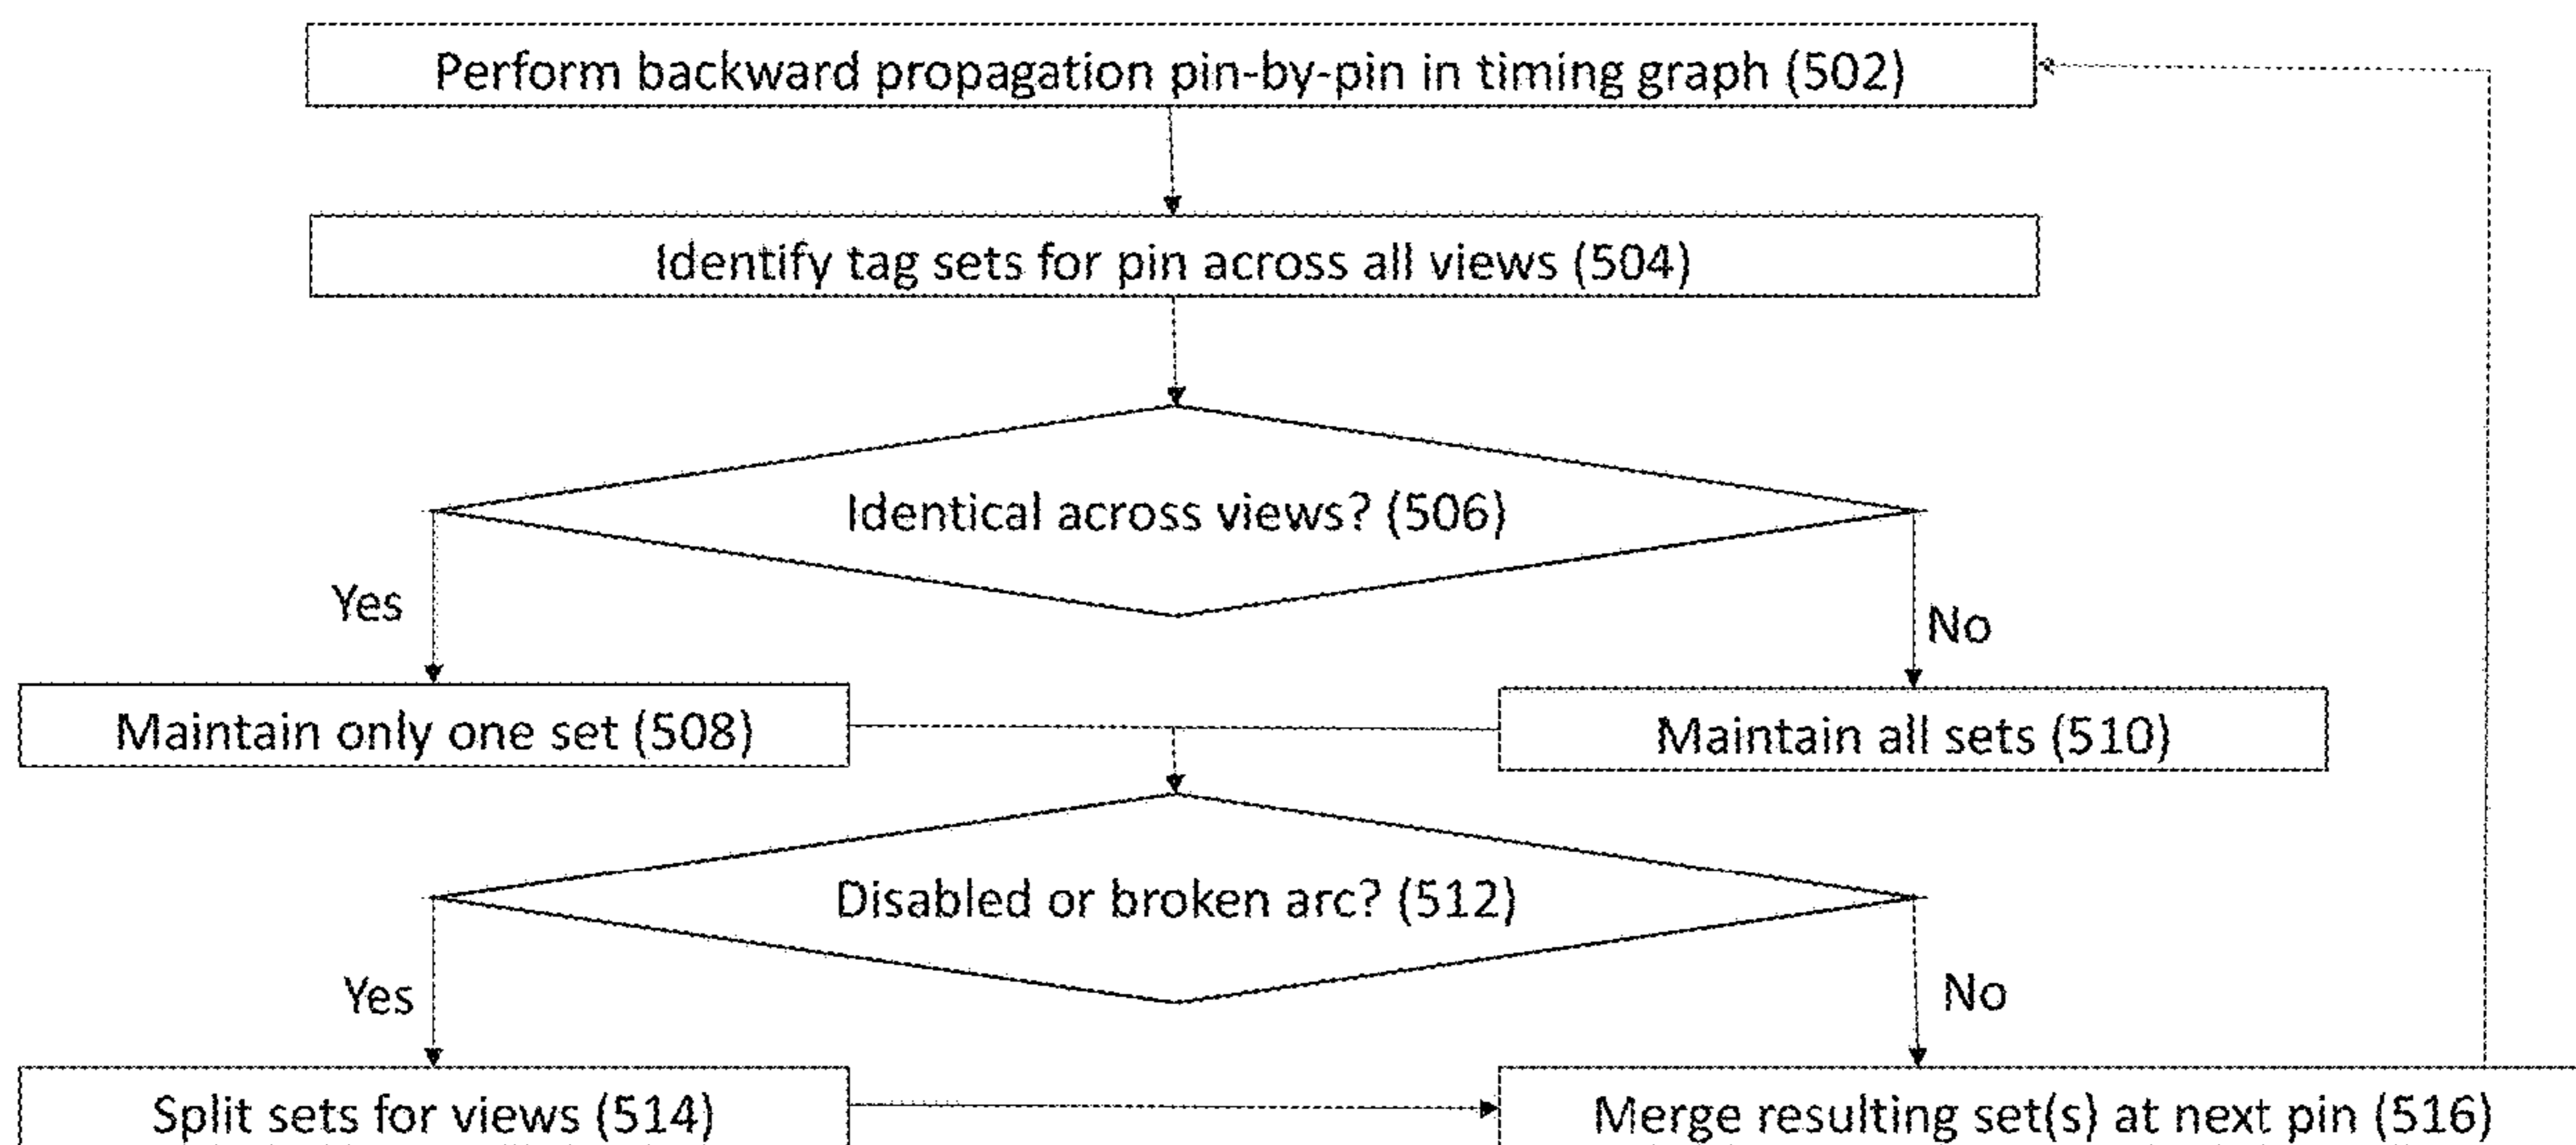 Perform backward propagation pin-by-pin in timing graph (502)
Identify tag sets for pin across all views (504)
Identical across views? (506)
Yes
No
Maintain only one set (508)
Maintain all sets (510)
Disabled or broken arc? (512)
Yes
No
Split sets for views (514)
Merge resulting set(s) at next pin (516)